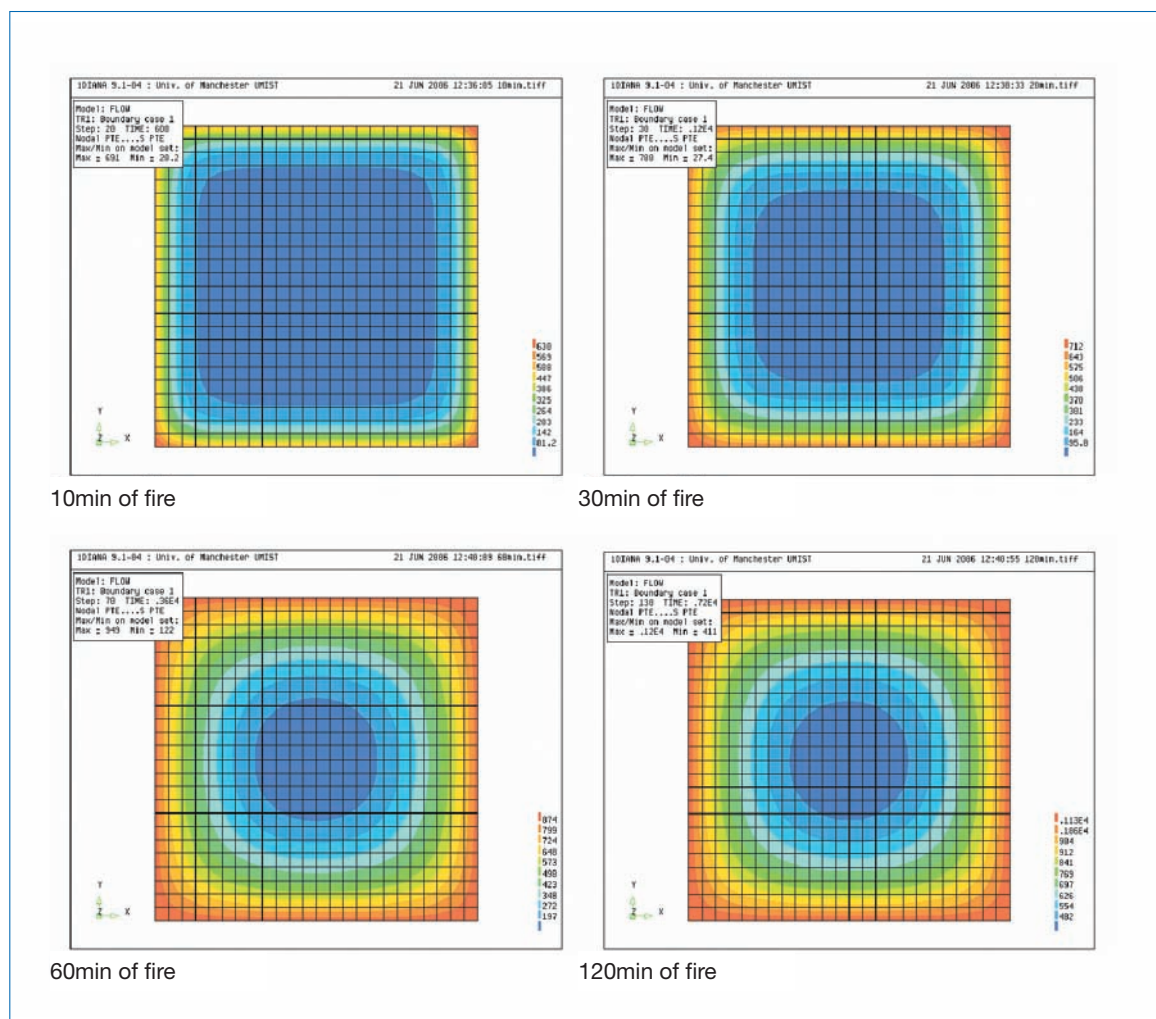 iDIANA 9.1-04 : Univ. of Manchester UMIST 21 JUN 2006 12:36:05 10min.tiff
Model: FLOW
TR1: Boundary case 1
Step: 20 TIME: 600
Nodal PTE....S PTE
Max/Min on model set:
Max = 691 Min = 20.2
630
569
508
447
386
325
264
203
142
81.2
Y
Z X
10min of fire
iDIANA 9.1-04 : Univ. of Manchester UMIST 21 JUN 2006 12:38:33 20min.tiff
Model: FLOW
TR1: Boundary case 1
Step: 30 TIME: .12E4
Nodal PTE....S PTE
Max/Min on model set:
Max = 780 Min = 27.4
712
643
575
506
438
370
301
233
164
95.8
Y
Z X
30min of fire
iDIANA 9.1-04 : Univ. of Manchester UMIST 21 JUN 2006 12:40:09 60min.tiff
Model: FLOW
TR1: Boundary case 1
Step: 70 TIME: .36E4
Nodal PTE....S PTE
Max/Min on model set:
Max = 949 Min = 122
874
799
724
648
573
498
423
348
272
197
Y
Z X
60min of fire
iDIANA 9.1-04 : Univ. of Manchester UMIST 21 JUN 2006 12:40:55 120min.tiff
Model: FLOW
TR1: Boundary case 1
Step: 130 TIME: .72E4
Nodal PTE....S PTE
Max/Min on model set:
Max = .12E4 Min = 411
.113E4
.106E4
984
912
841
769
697
626
554
482
Y
Z X
120min of fire